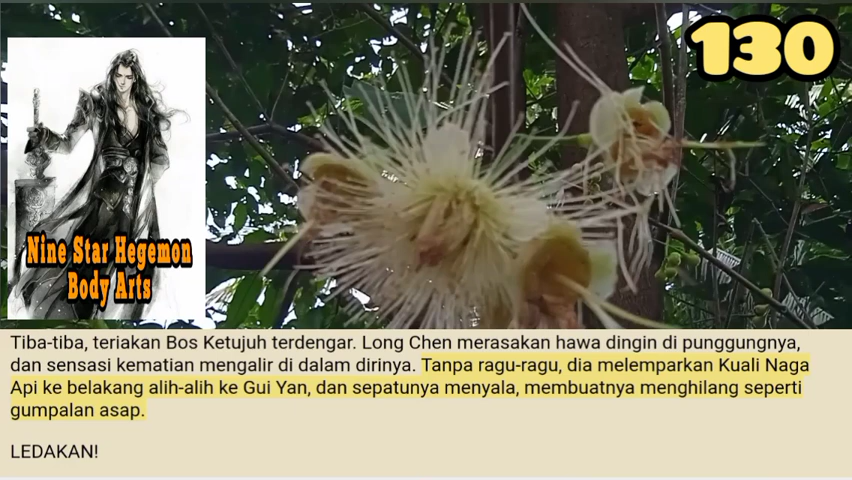 130
Nine Star Hegemon
Body Arts
Tiba-tiba, teriakan Bos Ketujuh terdengar. Long Chen merasakan hawa dingin di punggungnya,
dan sensasi kematian mengalir di dalam dirinya. Tanpa ragu-ragu, dia melemparkan Kuali Naga
Api ke belakang alih-alih ke Gui Yan, dan sepatunya menyala, membuatnya menghilang seperti
gumpalan asap.
LEDAKAN!